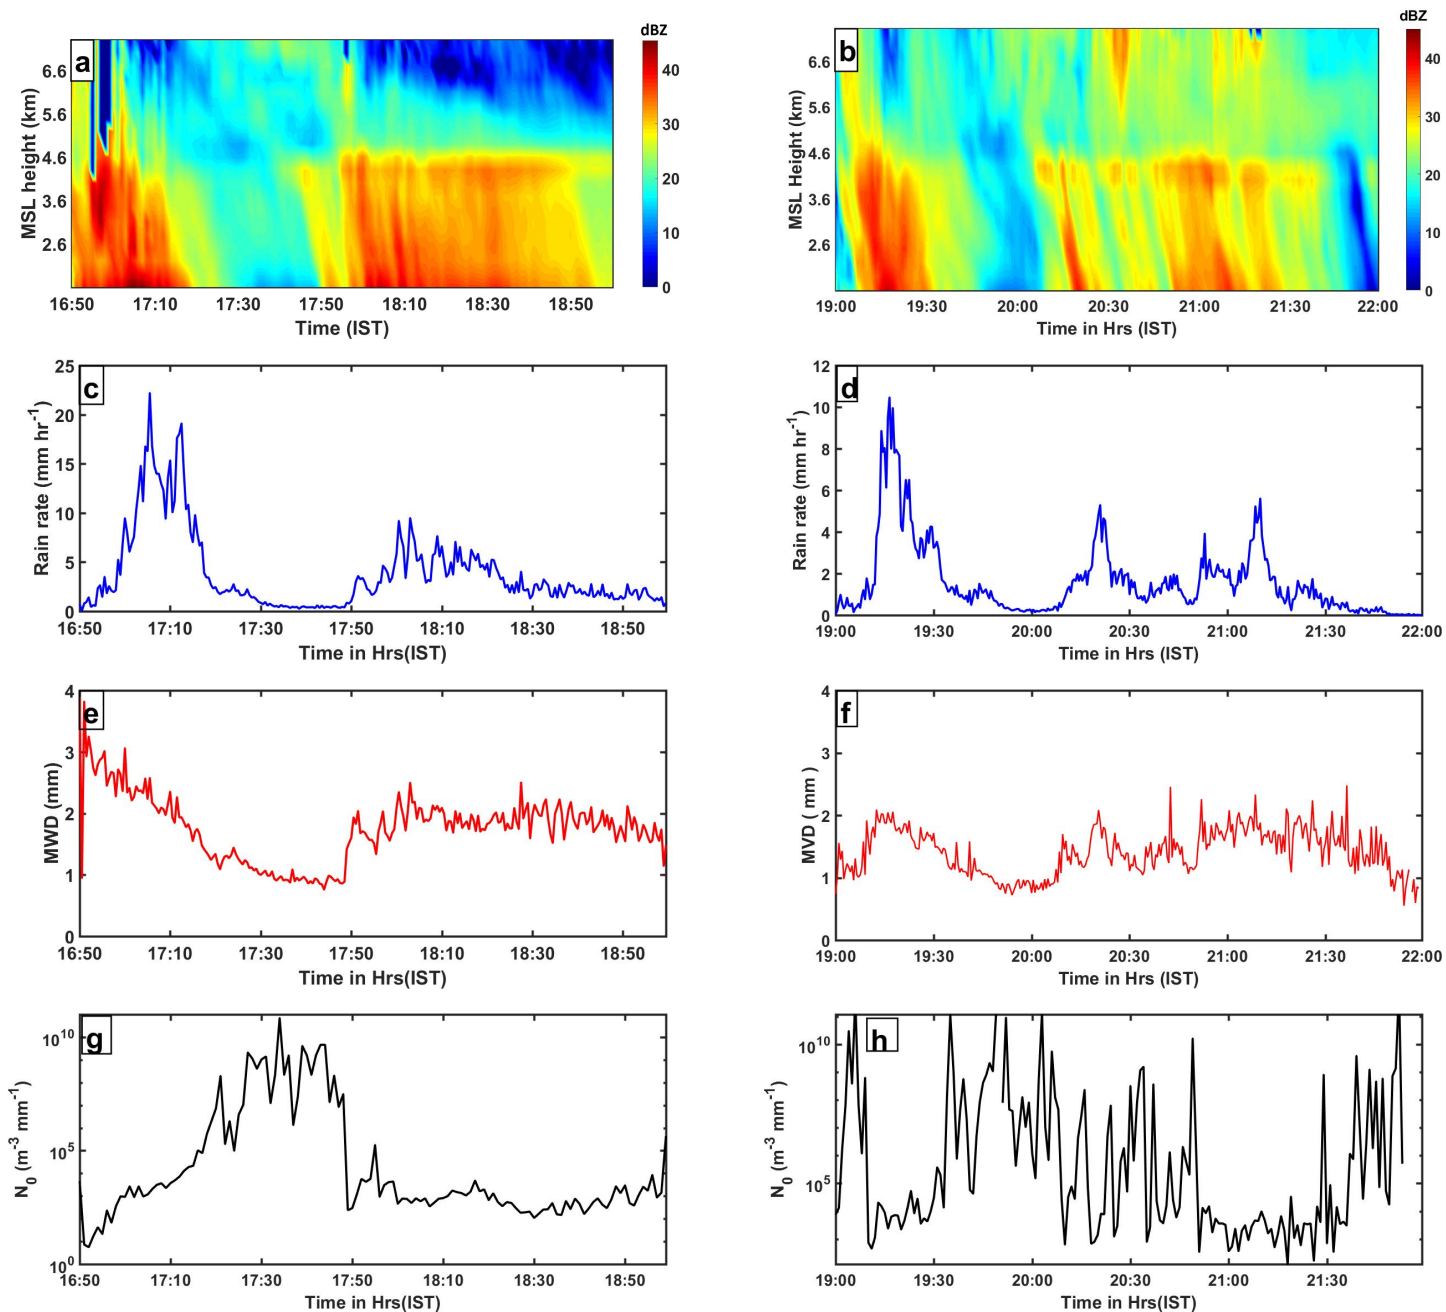 dBZ
a
MSL height (km)
6.6
5.6
4.6
3.6
2.6
40
30
20
10
0
16:50 17:10 17:30 17:50 18:10 18:30 18:50
Time (IST)
dBZ
b
MSL Height (km)
6.6
5.6
4.6
3.6
2.6
40
30
20
10
0
19:00 19:30 20:00 20:30 21:00 21:30 22:00
Time in Hrs (IST)
c
Rain rate (mm hr-1)
25
20
15
10
5
0
16:50 17:10 17:30 17:50 18:10 18:30 18:50
Time in Hrs(IST)
d
Rain rate (mm hr-1)
12
10
8
6
4
2
0
19:00 19:30 20:00 20:30 21:00 21:30 22:00
Time in Hrs (IST)
e
MWD (mm)
4
3
2
1
0
16:50 17:10 17:30 17:50 18:10 18:30 18:50
Time in Hrs(IST)
f
MVD ( mm )
4
3
2
1
0
19:00 19:30 20:00 20:30 21:00 21:30 22:00
Time in Hrs (IST)
g
N0 (m-3 mm-1)
10^10
10^5
10^0
16:50 17:10 17:30 17:50 18:10 18:30 18:50
Time in Hrs(IST)
h
N0 (m-3 mm-1)
10^10
10^5
19:00 19:30 20:00 20:30 21:00 21:30
Time in Hrs(IST)